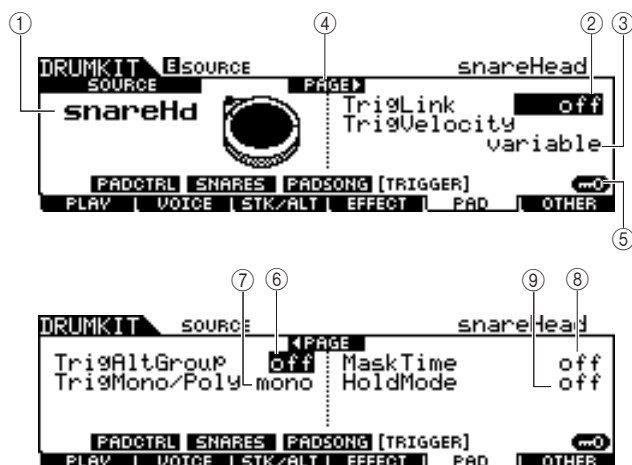 ① ④ ② ③
DRUMKIT E SOURCE snareHead
SOURCE PAGE▶
snareHd TrigLink off
TrigVelocity
variable
PADCTRL SNARES PADSONG [TRIGGER]
PLAY VOICE STK/ALT EFFECT PAD OTHER
⑤
⑦ ⑥ ⑨ ⑧
DRUMKIT SOURCE snareHead
◀PAGE
TrigAltGroup off MaskTime off
TrigMono/Poly mono HoldMode off
PADCTRL SNARES PADSONG [TRIGGER]
PLAY VOICE STK/ALT EFFECT PAD OTHER